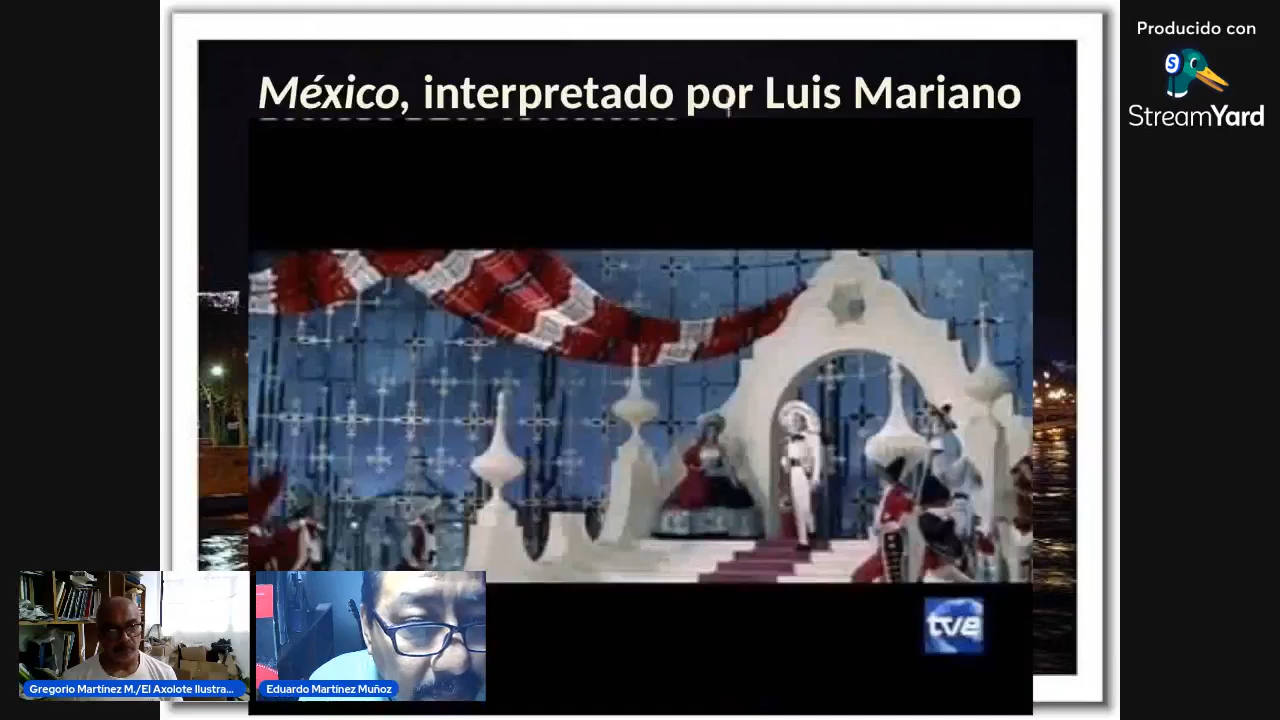 México, interpretado por Luis Mariano
Producido con
StreamYard
S
tve
Gregorio Martínez M./El Axolote Ilustra...
Eduardo Martínez Muñoz